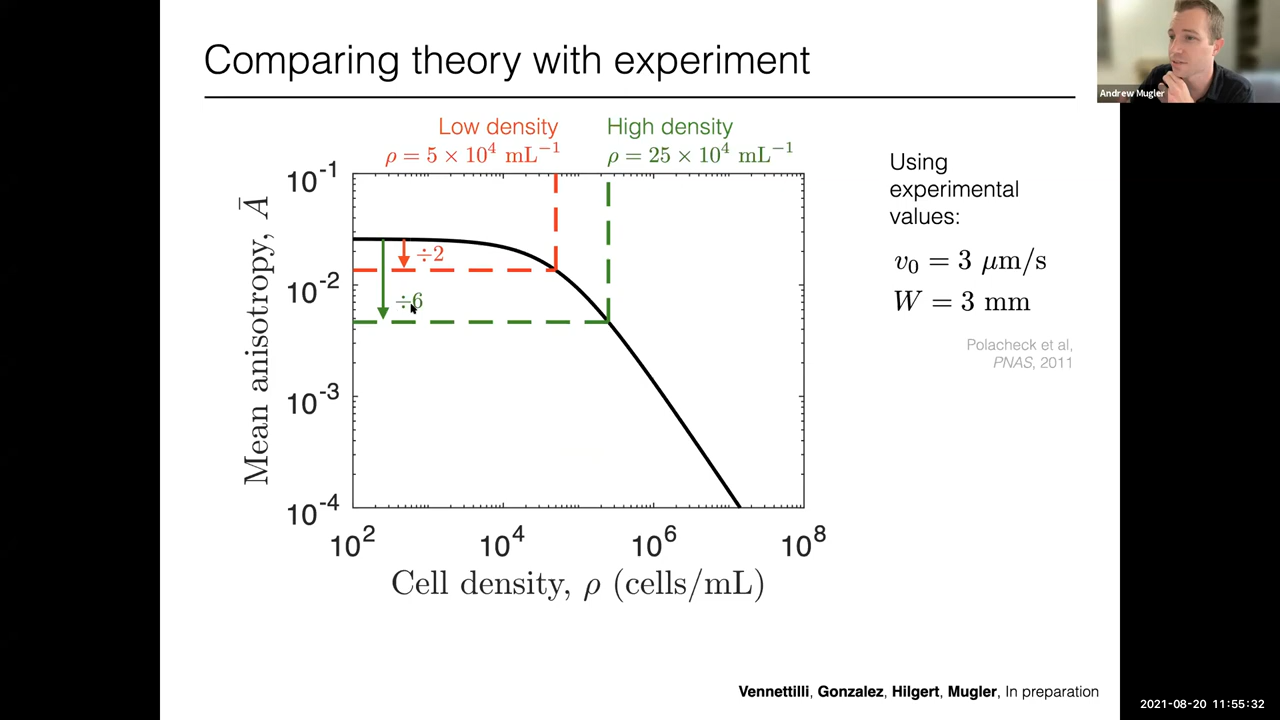 Comparing theory with experiment
Andrew Mugler
Low density
ρ = 5 × 10⁴ mL⁻¹
High density
ρ = 25 × 10⁴ mL⁻¹
Using
experimental
values:
v₀ = 3 μm/s
W = 3 mm
Polacheck et al,
PNAS, 2011
Mean anisotropy, Ā
10⁻¹
10⁻²
10⁻³
10⁻⁴
÷2
÷6
10² 10⁴ 10⁶ 10⁸
Cell density, ρ (cells/mL)
Vennettilli, Gonzalez, Hilgert, Mugler, In preparation
2021-08-20 11:55:32